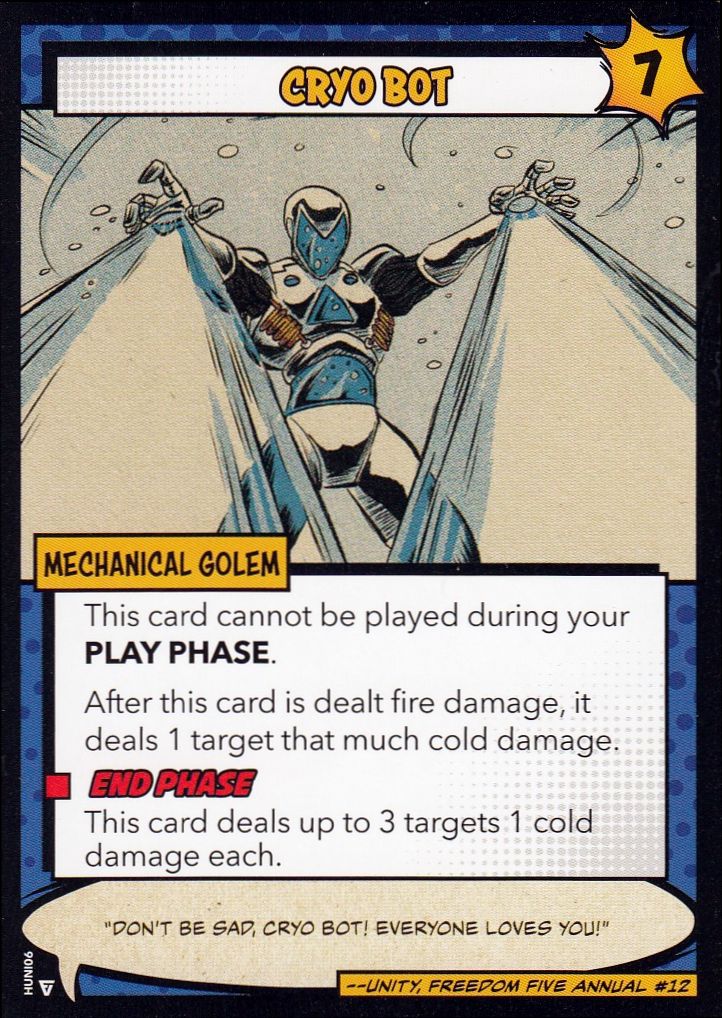 CRYO BOT
7
MECHANICAL GOLEM
This card cannot be played during your
PLAY PHASE.
After this card is dealt fire damage, it
deals 1 target that much cold damage.
END PHASE
This card deals up to 3 targets 1 cold
damage each.
"DON'T BE SAD, CRYO BOT! EVERYONE LOVES YOU!"
--UNITY, FREEDOM FIVE ANNUAL #12
HUNI06